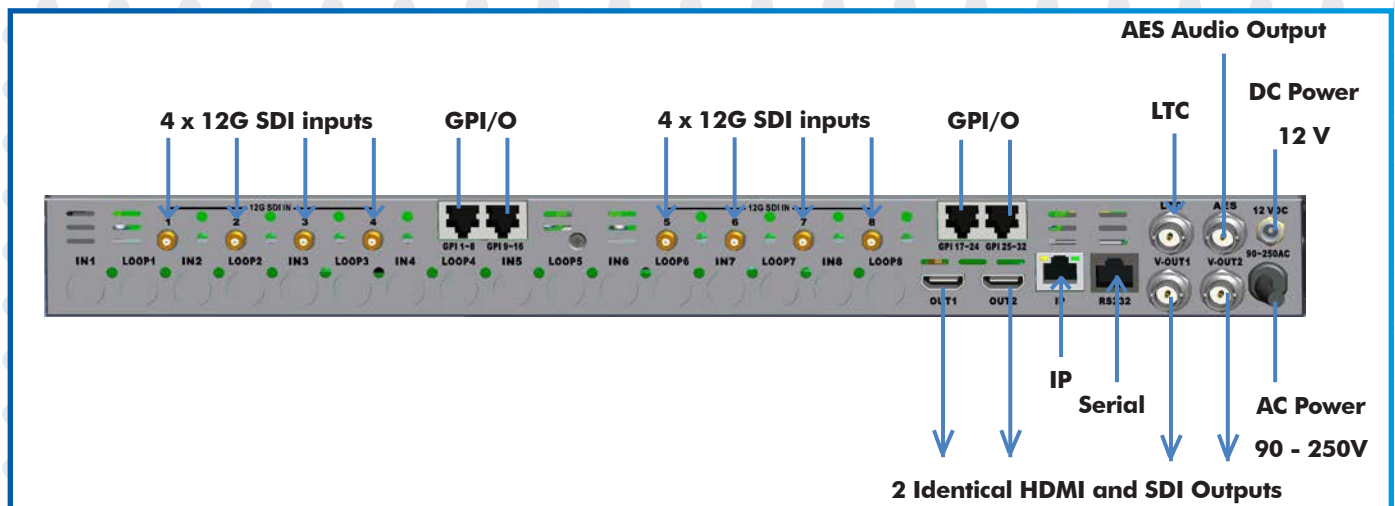 AES Audio Output
DC Power
12 V
4 x 12G SDI inputs
GPI/O
4 x 12G SDI inputs
GPI/O
LTC
12G SDI IN
1 2 3 4
GPI 1~8 GPI 9~16
12G SDI IN
5 6 7 8
GPI 17~24 GPI 25~32
LTC AES 12 VDC
IN1 LOOP1 IN2 LOOP2 IN3 LOOP3 IN4 LOOP4 IN5 LOOP5 IN6 LOOP6 IN7 LOOP7 IN8 LOOP8
V-OUT1 V-OUT2 90~250AC
OUT1 OUT2 IP RS232
IP
Serial
AC Power
90 - 250V
2 Identical HDMI and SDI Outputs